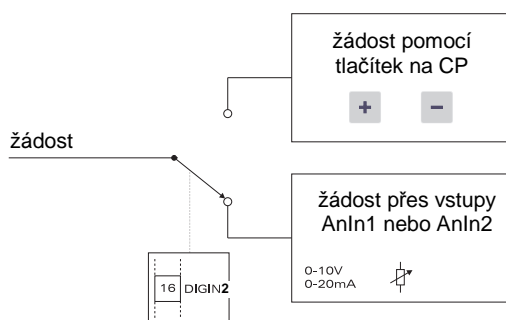 žádost pomocí
tlačítek na CP
+ −
žádost
žádost přes vstupy
AnIn1 nebo AnIn2
0-10V
0-20mA
16 DIGIN2